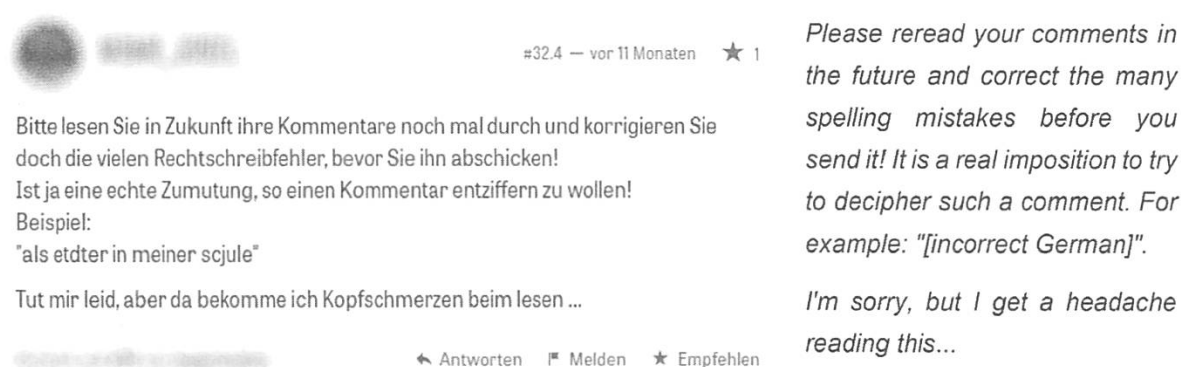 #32.4 — vor 11 Monaten ★ 1
Bitte lesen Sie in Zukunft ihre Kommentare noch mal durch und korrigieren Sie
doch die vielen Rechtschreibfehler, bevor Sie ihn abschicken!
Ist ja eine echte Zumutung, so einen Kommentar entziffern zu wollen!
Beispiel:
"als etdter in meiner scjule"
Tut mir leid, aber da bekomme ich Kopfschmerzen beim lesen ...
Antworten Melden ★ Empfehlen
Please reread your comments in
the future and correct the many
spelling mistakes before you
send it! It is a real imposition to try
to decipher such a comment. For
example: "[incorrect German]".
I'm sorry, but I get a headache
reading this...